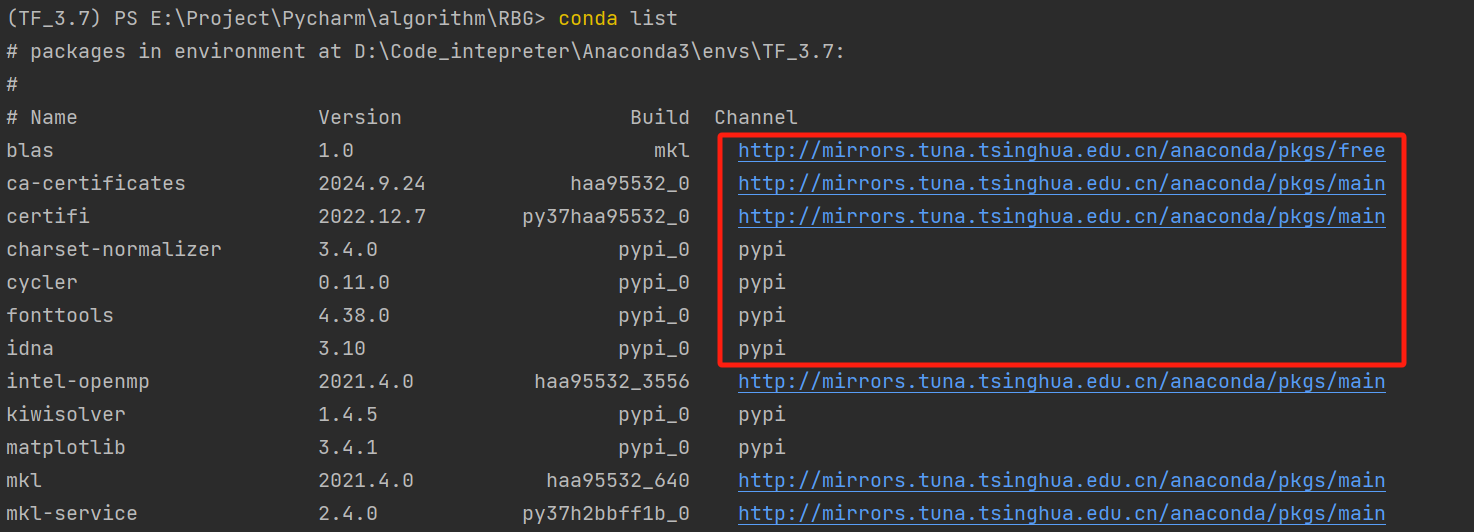 (TF_3.7) PS E:\Project\Pycharm\algorithm\RBG> conda list
# packages in environment at D:\Code_intepreter\Anaconda3\envs\TF_3.7:
#
# Name                    Version                   Build  Channel
blas                      1.0                         mkl    http://mirrors.tuna.tsinghua.edu.cn/anaconda/pkgs/free
ca-certificates           2024.9.24            haa95532_0    http://mirrors.tuna.tsinghua.edu.cn/anaconda/pkgs/main
certifi                   2022.12.7        py37haa95532_0    http://mirrors.tuna.tsinghua.edu.cn/anaconda/pkgs/main
charset-normalizer        3.4.0                    pypi_0    pypi
cycler                    0.11.0                   pypi_0    pypi
fonttools                 4.38.0                   pypi_0    pypi
idna                      3.10                     pypi_0    pypi
intel-openmp              2021.4.0          haa95532_3556    http://mirrors.tuna.tsinghua.edu.cn/anaconda/pkgs/main
kiwisolver                1.4.5                    pypi_0    pypi
matplotlib                3.4.1                    pypi_0    pypi
mkl                       2021.4.0           haa95532_640    http://mirrors.tuna.tsinghua.edu.cn/anaconda/pkgs/main
mkl-service               2.4.0            py37h2bbff1b_0    http://mirrors.tuna.tsinghua.edu.cn/anaconda/pkgs/main